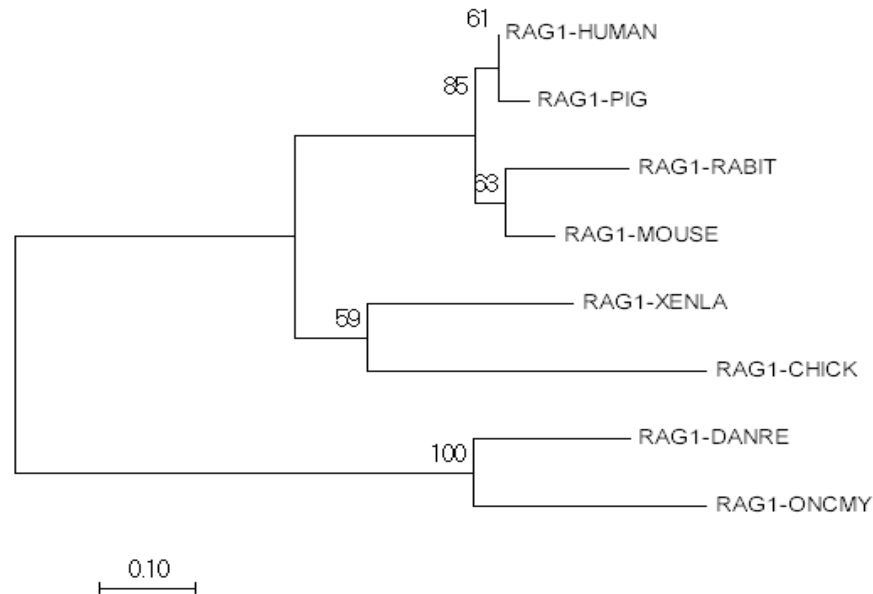 61
RAG1-HUMAN
85
RAG1-PIG
63
RAG1-RABIT
RAG1-MOUSE
59
RAG1-XENLA
RAG1-CHICK
100
RAG1-DANRE
RAG1-ONCMY
0.10